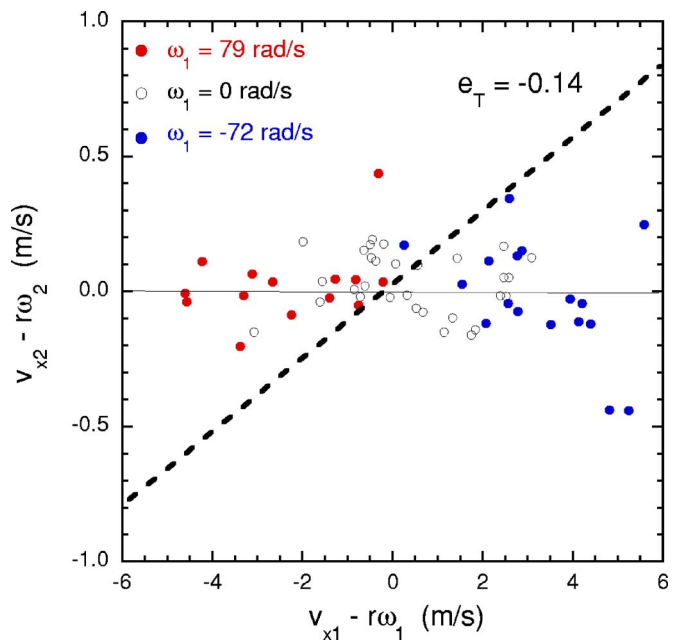 1.0
ω1 = 79 rad/s
ω1 = 0 rad/s
ω1 = -72 rad/s
eT = -0.14
0.5
0.0
-0.5
-1.0
vx2 - rω2 (m/s)
-6 -4 -2 0 2 4 6
vx1 - rω1 (m/s)